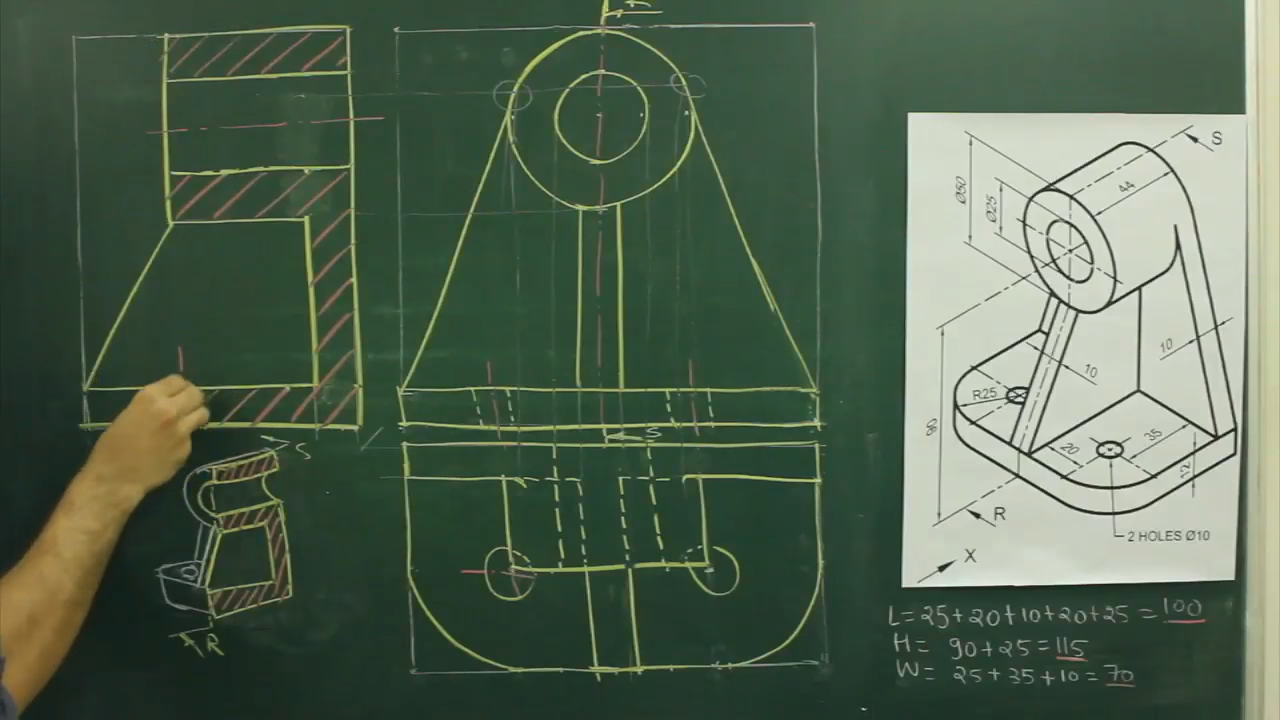 S
44
Ø50
Ø25
10
10
R25
20
35
12
90
R
X
2 HOLES Ø10
S
S
R
L= 25+20+10+20+25 = 100
H= 90+25=115
W= 25+35+10= 70